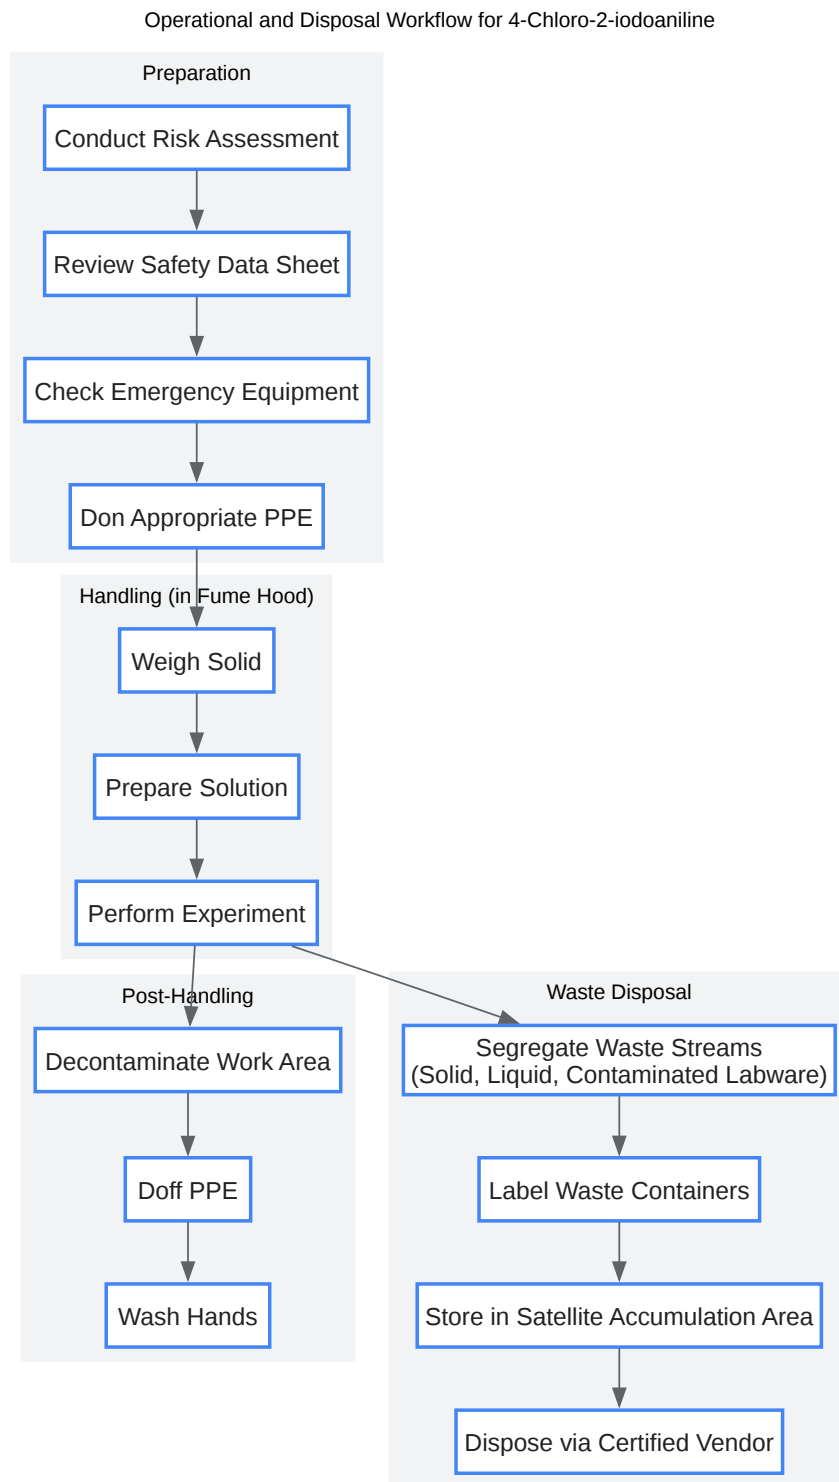 Operational and Disposal Workflow for 4-Chloro-2-iodoaniline
Preparation
Conduct Risk Assessment
Review Safety Data Sheet
Check Emergency Equipment
Don Appropriate PPE
Handling (in Fume Hood)
Weigh Solid
Prepare Solution
Perform Experiment
Post-Handling
Decontaminate Work Area
Doff PPE
Wash Hands
Waste Disposal
Segregate Waste Streams
(Solid, Liquid, Contaminated Labware)
Label Waste Containers
Store in Satellite Accumulation Area
Dispose via Certified Vendor